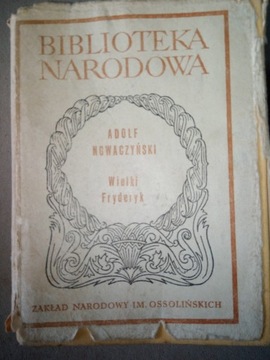 BIBLIOTEKA
NARODOWA
ADOLF
NOWACZYŃSKI
Wielki
Fryderyk
ZAKŁAD NARODOWY IM. OSSOLIŃSKICH